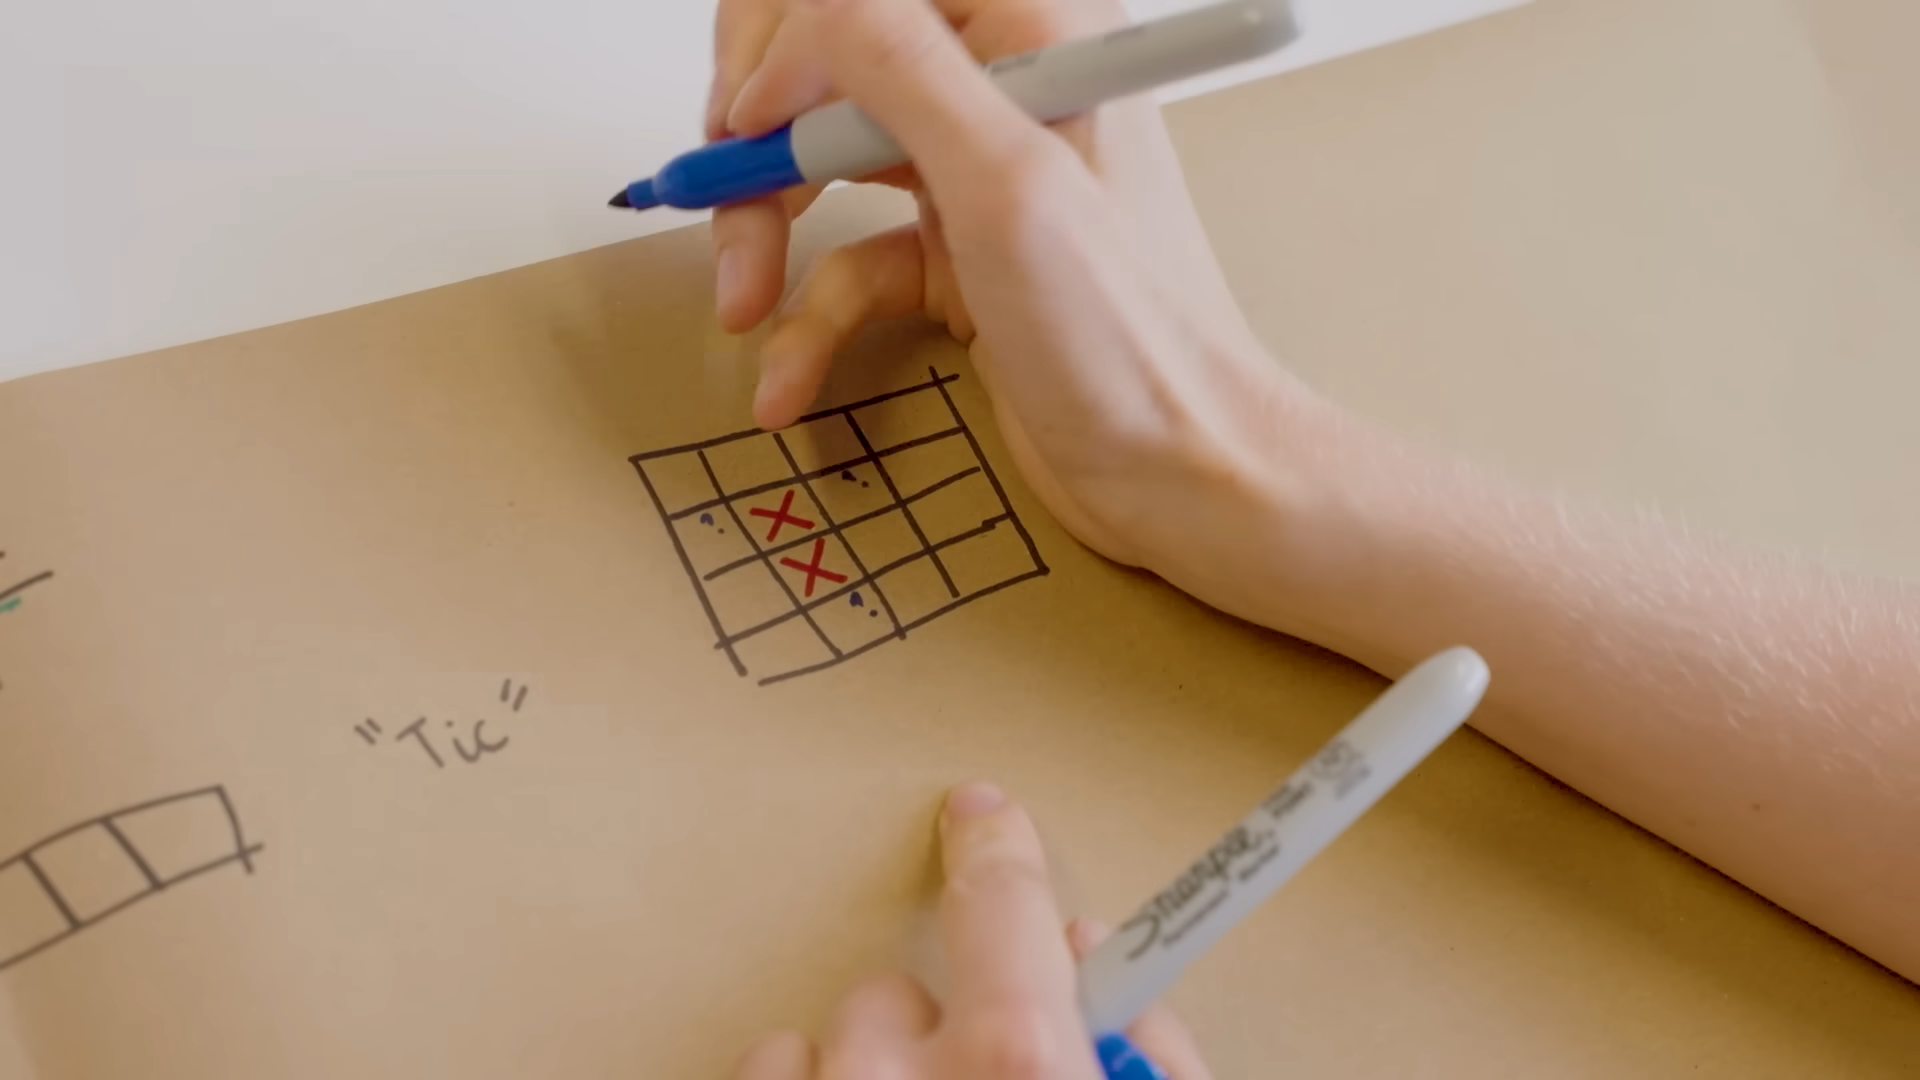 "Tic"
? X ?
X
?
Sharpie